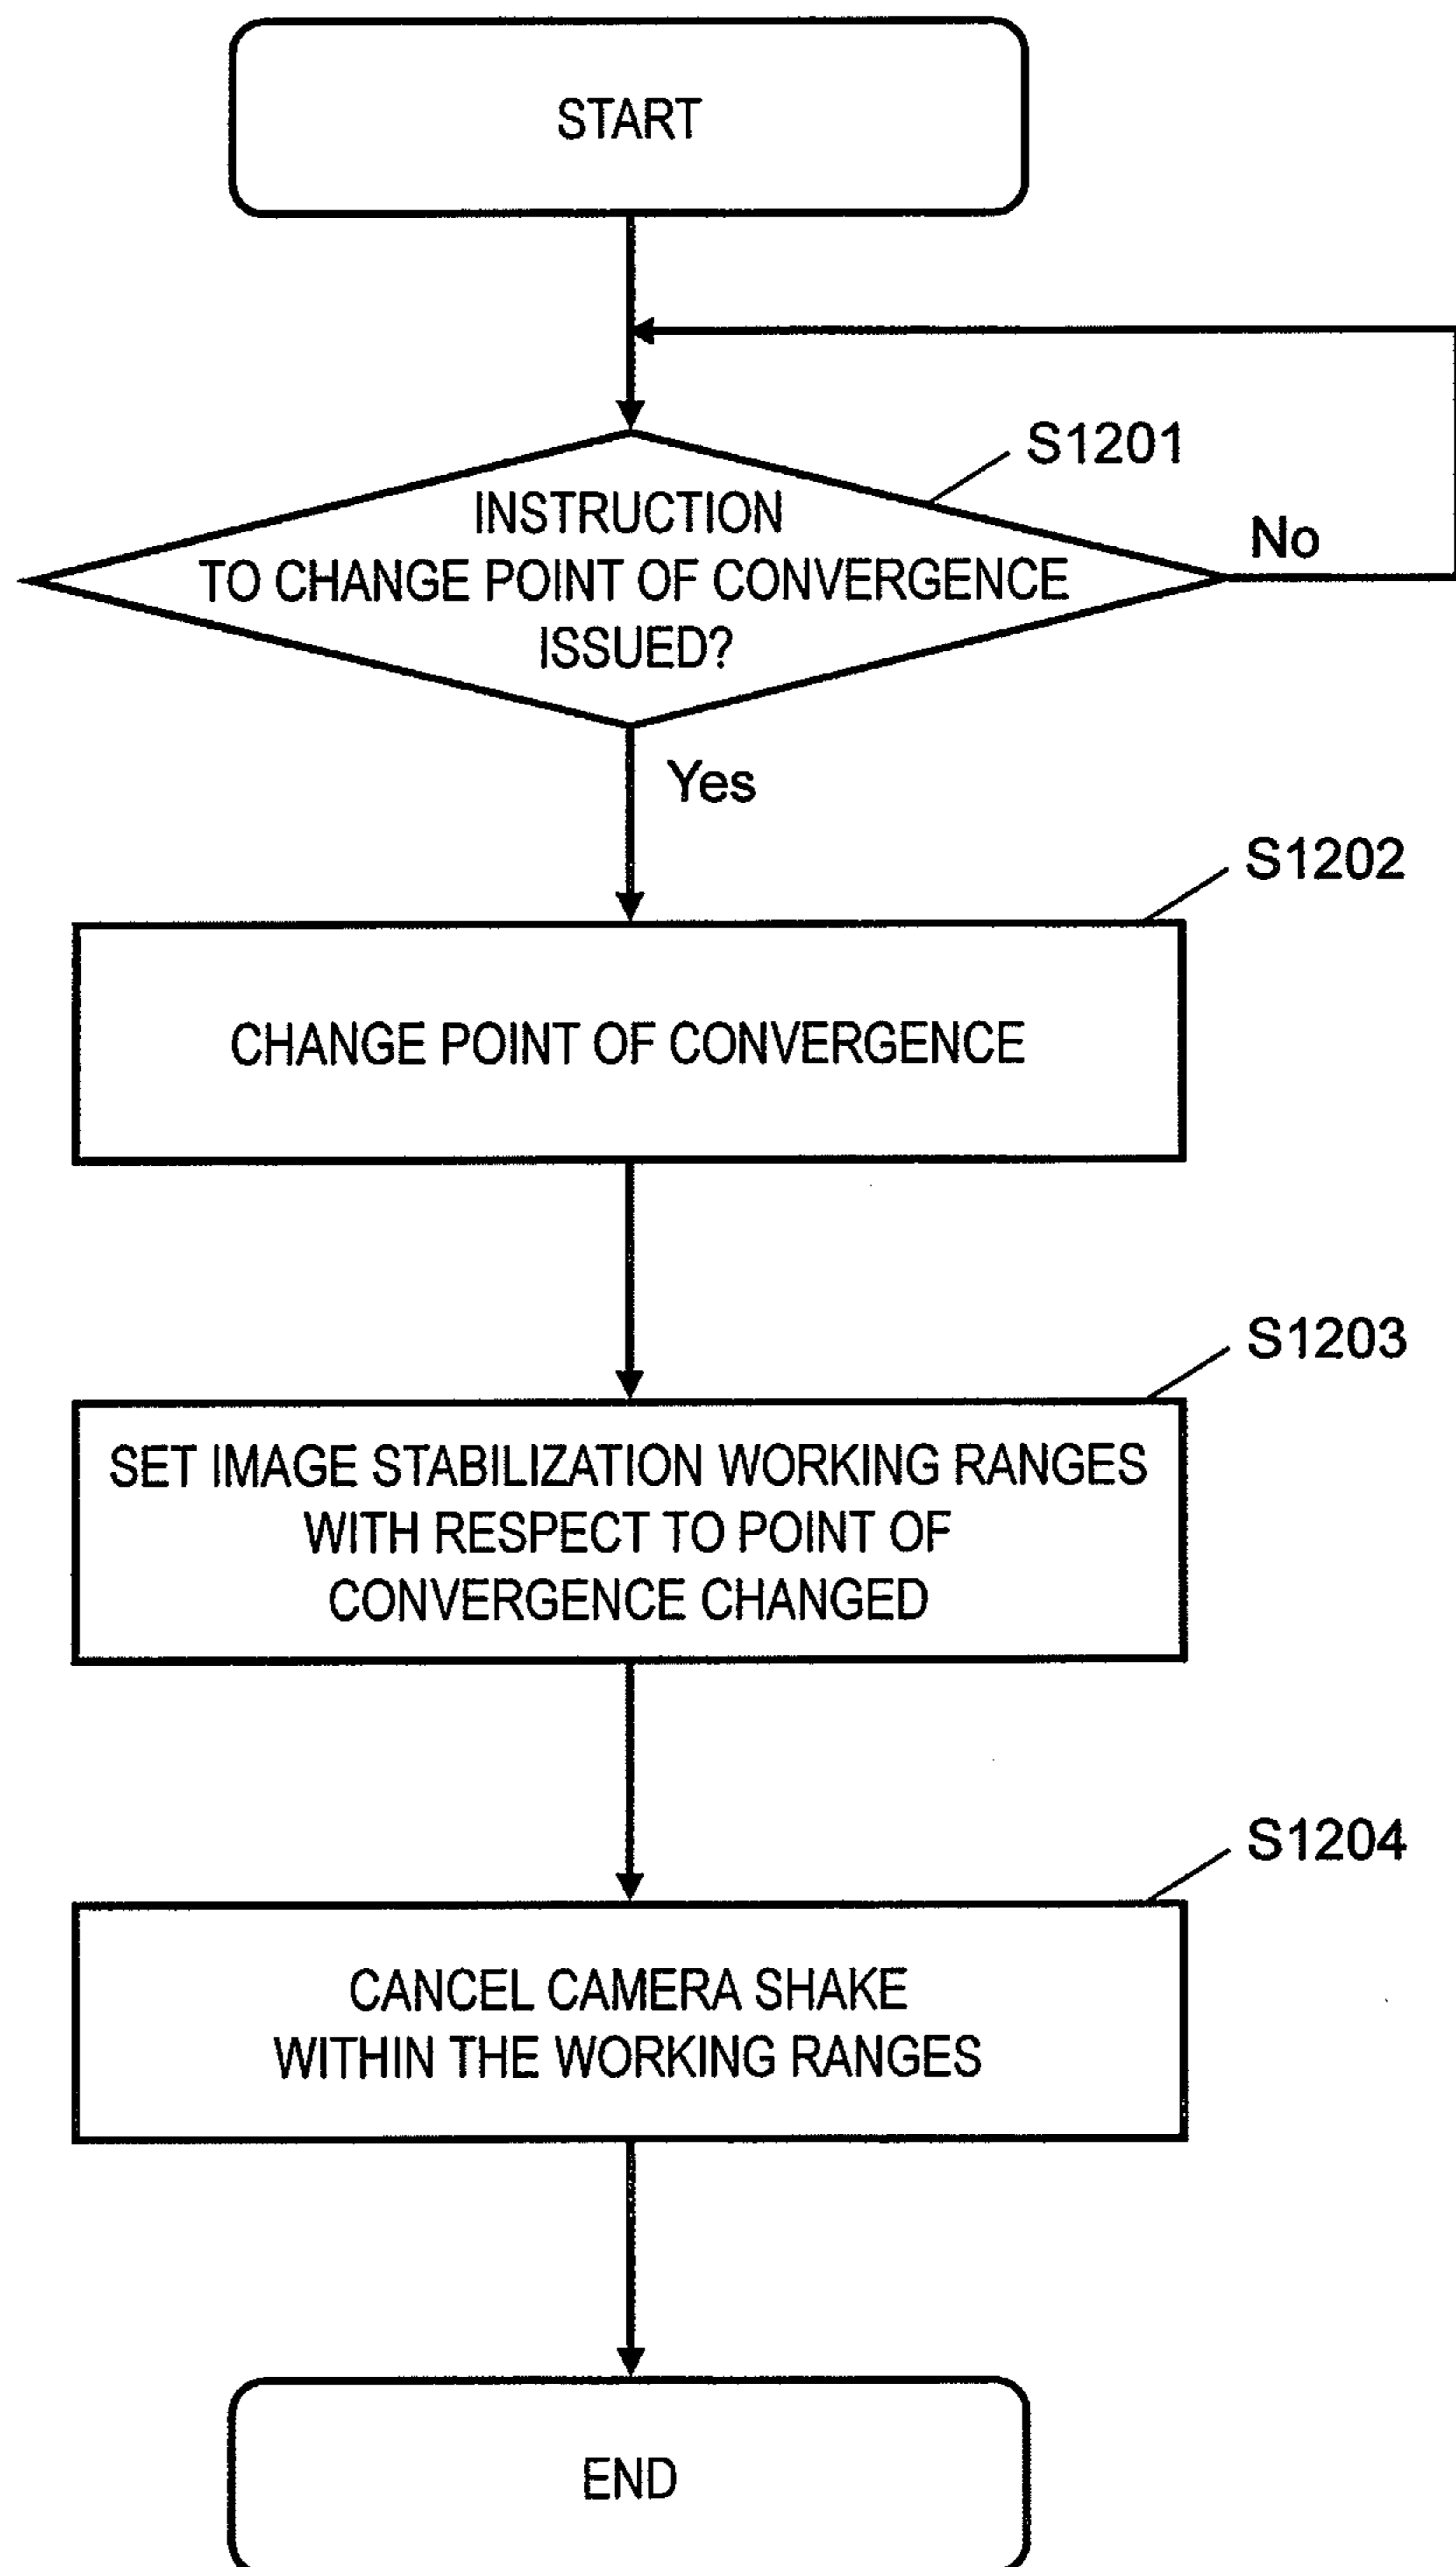 START
S1201
INSTRUCTION
TO CHANGE POINT OF CONVERGENCE
ISSUED?
No
Yes
S1202
CHANGE POINT OF CONVERGENCE
S1203
SET IMAGE STABILIZATION WORKING RANGES
WITH RESPECT TO POINT OF
CONVERGENCE CHANGED
S1204
CANCEL CAMERA SHAKE
WITHIN THE WORKING RANGES
END